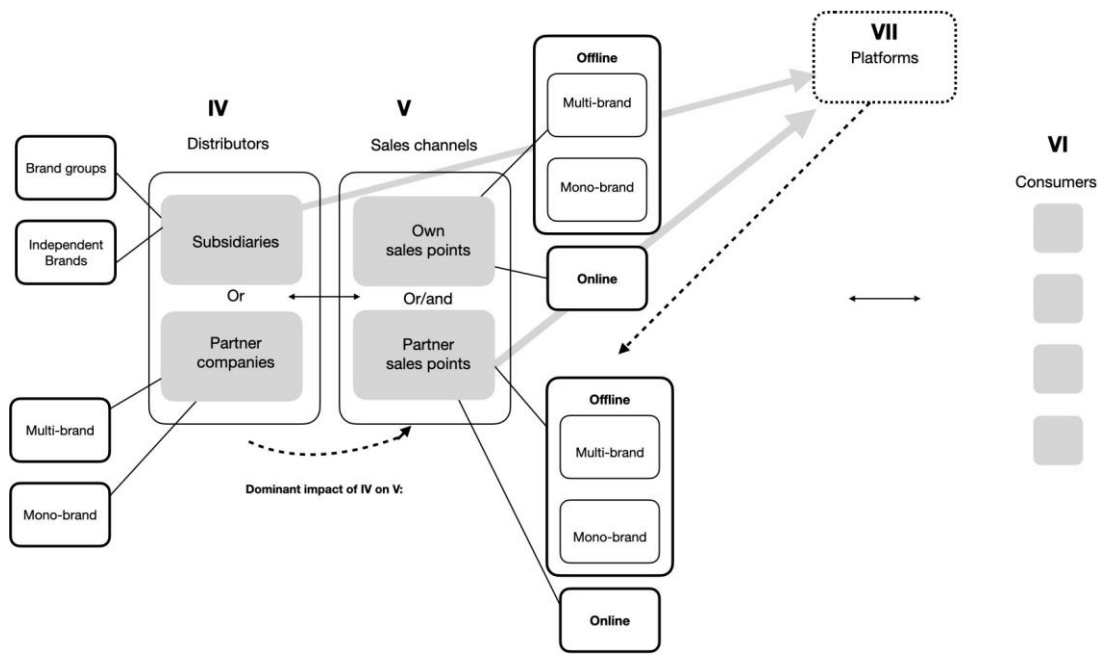 VII
Platforms
Offline
Multi-brand
Mono-brand
IV
Distributors
V
Sales channels
VI
Consumers
Brand groups
Independent
Brands
Subsidiaries
Or
Partner
companies
Own
sales points
Or/and
Partner
sales points
Online
Multi-brand
Mono-brand
Dominant impact of IV on V:
Offline
Multi-brand
Mono-brand
Online